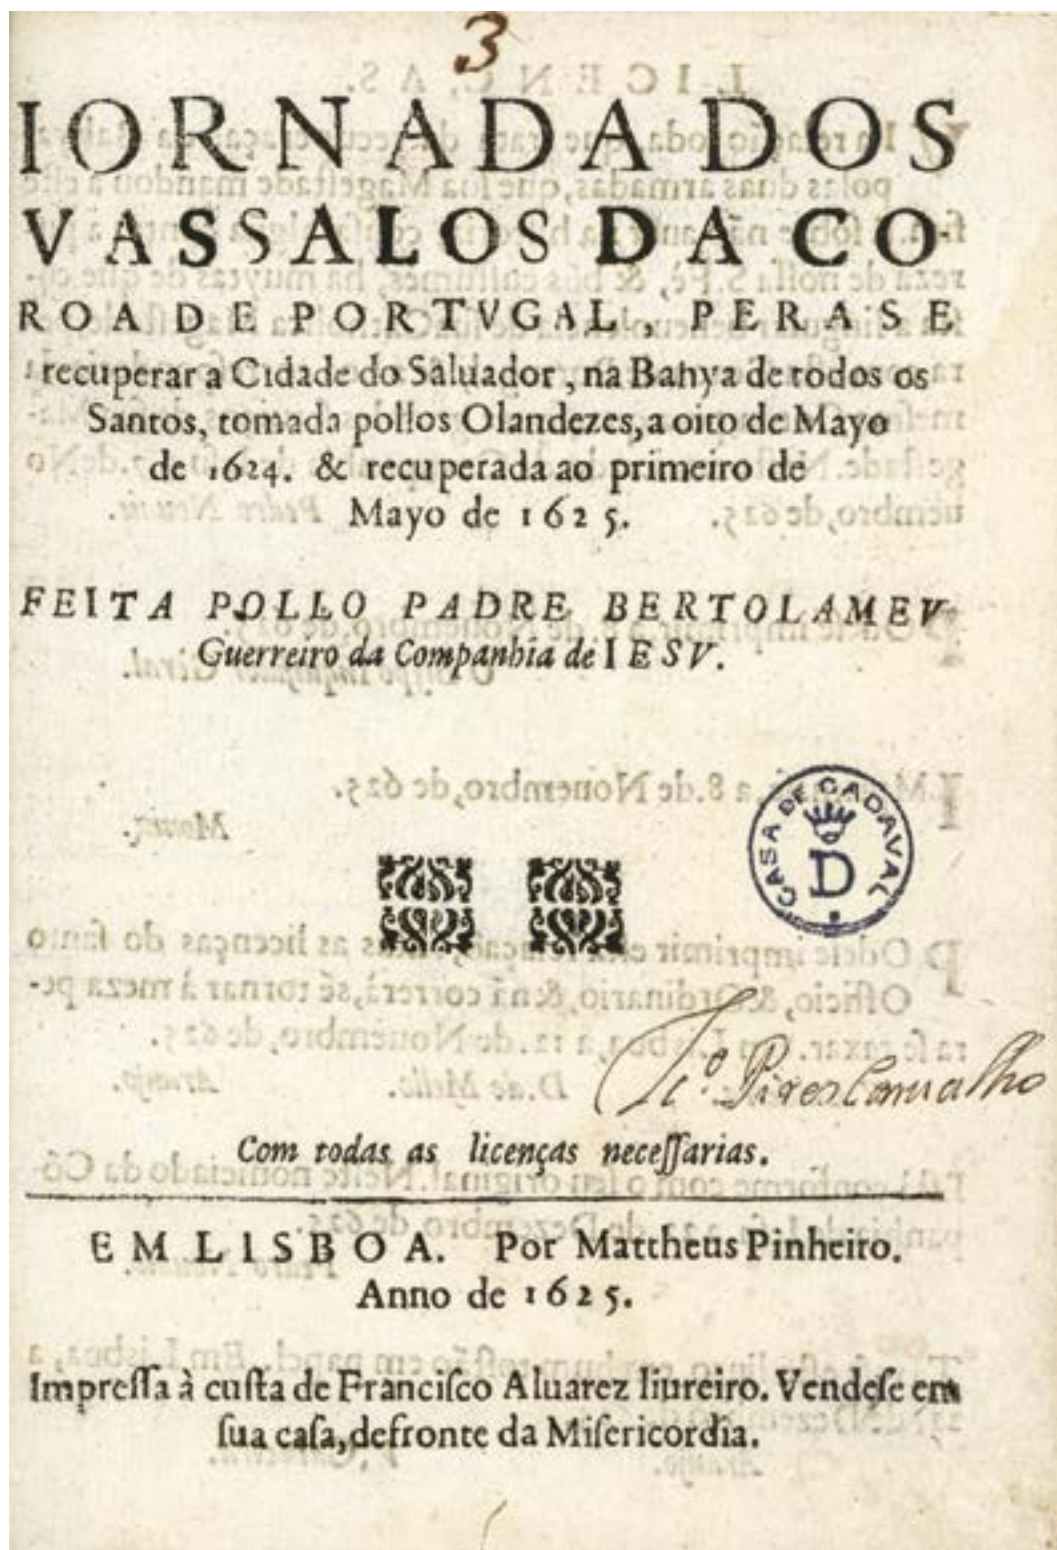 3
IORNADA DOS
VASSALOS DA CO-
ROA DE PORTVGAL, PERA SE
recuperar a Cidade do Saluador, na Bahya de todos os
Santos, tomada pollos Olandezes, a oito de Mayo
de 1624. & recuperada ao primeiro de
Mayo de 1625.
FEITA POLLO PADRE BERTOLAMEV
Guerreiro da Companhia de IESV.
CASA DE CADAVAL
D
Pires Carualho
Com todas as licenças neceſſarias.
EM LISBOA. Por Mattheus Pinheiro.
Anno de 1625.
Impreſſa à cuſta de Franciſco Aluarez liureiro. Vendeſe em
ſua caſa, defronte da Miſericordia.